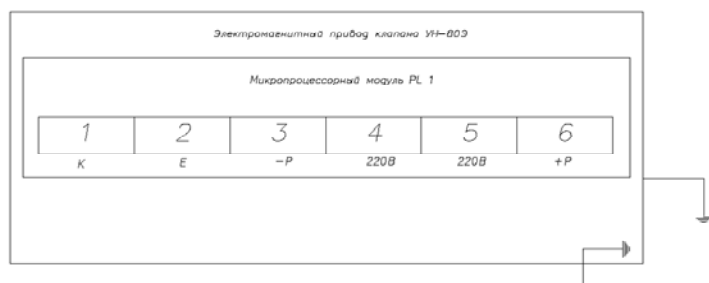 Электромагнитный привод клапана УН-80Э
Микропроцессорный модуль PL 1
1 2 3 4 5 6
К Е -Р 220В 220В +Р